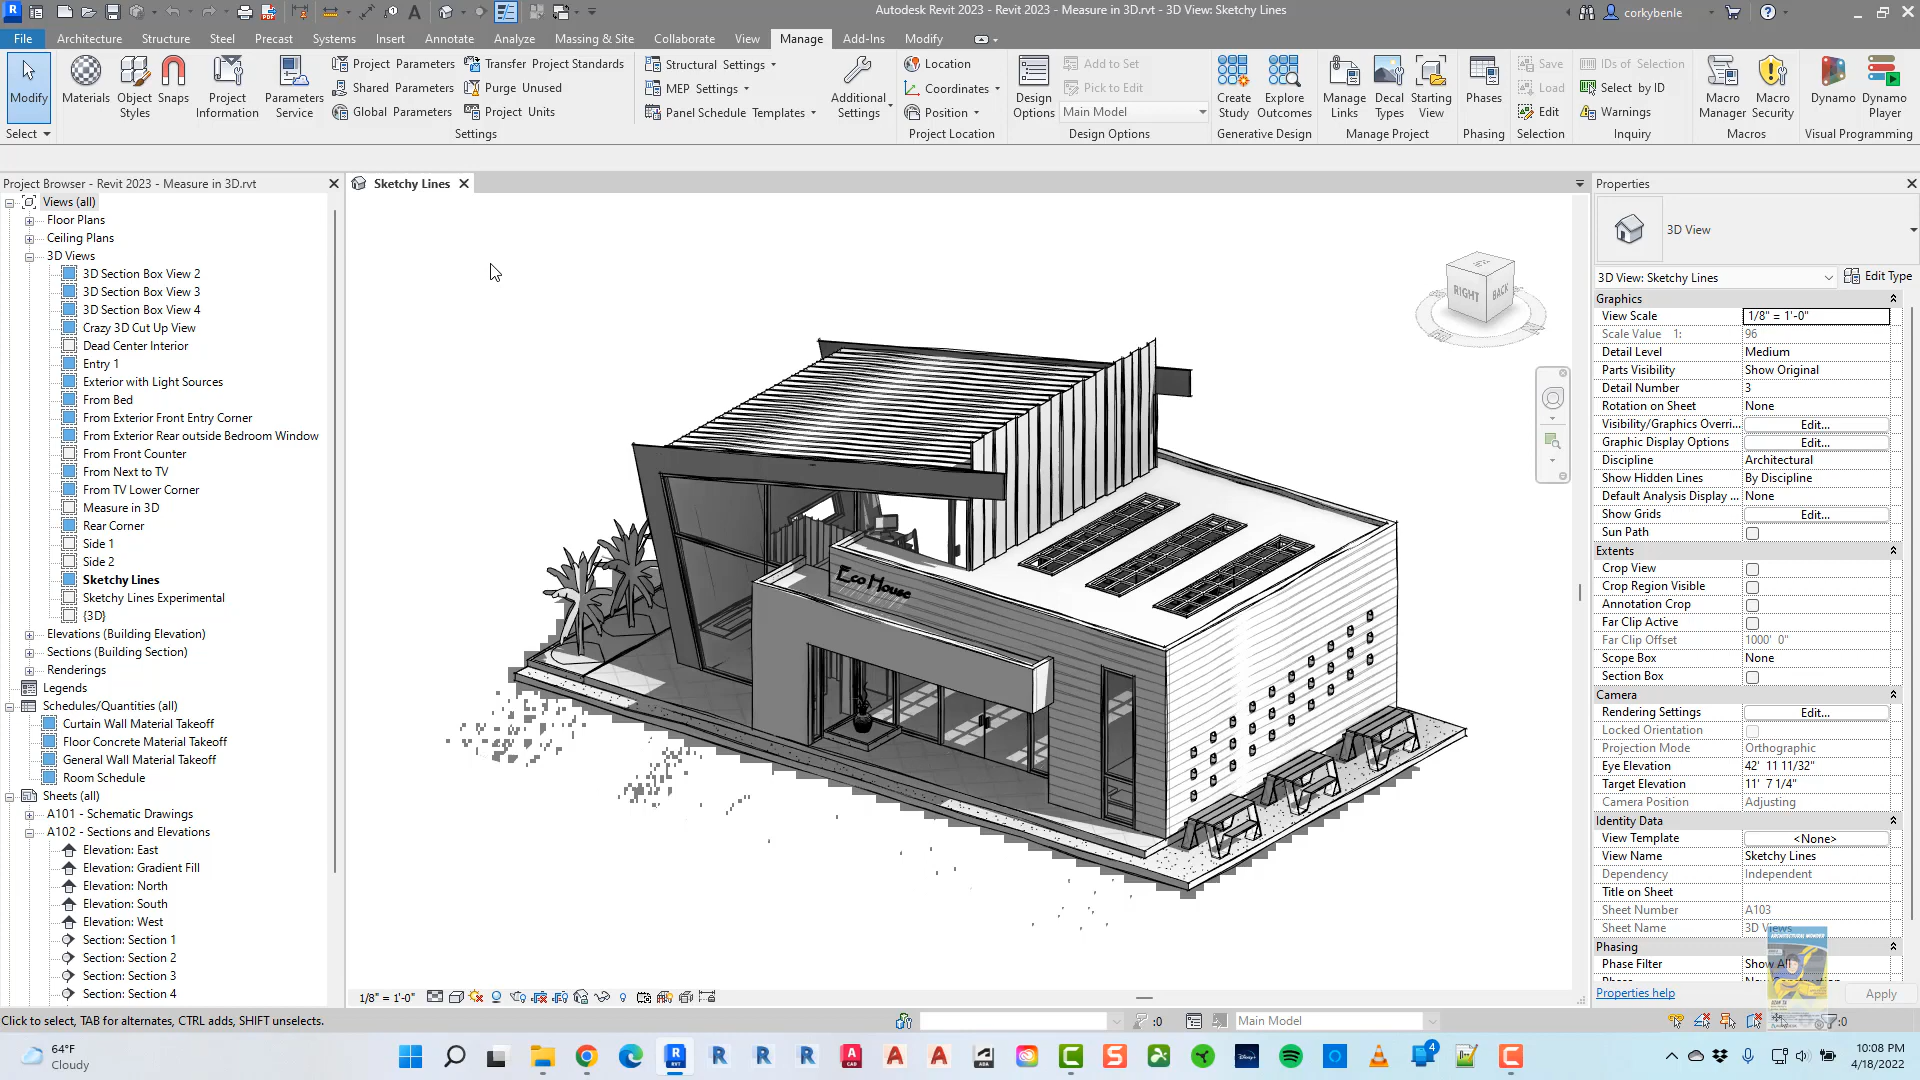 Autodesk Revit 2023 - Revit 2023 - Measure in 3D.rvt - 3D View: Sketchy Lines
corkybenle
File Architecture Structure Steel Precast Systems Insert Annotate Analyze Massing & Site Collaborate View Manage Add-Ins Modify
Modify
Materials
Object Styles
Snaps
Project Information
Parameters Service
Project Parameters
Shared Parameters
Global Parameters
Transfer Project Standards
Purge Unused
Project Units
Structural Settings
MEP Settings
Panel Schedule Templates
Additional Settings
Location
Coordinates
Position
Design Options
Add to Set
Pick to Edit
Main Model
Create Study
Explore Outcomes
Manage Links
Decal Types
Starting View
Phases
Save
Load
Edit
IDs of Selection
Select by ID
Warnings
Macro Manager
Macro Security
Dynamo
Dynamo Player
Select Settings Project Location Design Options Generative Design Manage Project Phasing Selection Inquiry Macros Visual Programming
Project Browser - Revit 2023 - Measure in 3D.rvt
Views (all)
Floor Plans
Ceiling Plans
3D Views
3D Section Box View 2
3D Section Box View 3
3D Section Box View 4
Crazy 3D Cut Up View
Dead Center Interior
Entry 1
Exterior with Light Sources
From Bed
From Exterior Front Entry Corner
From Exterior Rear outside Bedroom Window
From Front Counter
From Next to TV
From TV Lower Corner
Measure in 3D
Rear Corner
Side 1
Side 2
Sketchy Lines
Sketchy Lines Experimental
{3D}
Elevations (Building Elevation)
Sections (Building Section)
Renderings
Legends
Schedules/Quantities (all)
Curtain Wall Material Takeoff
Floor Concrete Material Takeoff
General Wall Material Takeoff
Room Schedule
Sheets (all)
A101 - Schematic Drawings
A102 - Sections and Elevations
Elevation: East
Elevation: Gradient Fill
Elevation: North
Elevation: South
Elevation: West
Section: Section 1
Section: Section 2
Section: Section 3
Section: Section 4
Sketchy Lines
RIGHT
BACK
Eco House
1/8" = 1'-0"
Properties
3D View
3D View: Sketchy Lines
Edit Type
Graphics
View Scale 1/8" = 1'-0"
Scale Value 1: 96
Detail Level Medium
Parts Visibility Show Original
Detail Number 3
Rotation on Sheet None
Visibility/Graphics Overri... Edit...
Graphic Display Options Edit...
Discipline Architectural
Show Hidden Lines By Discipline
Default Analysis Display ... None
Show Grids Edit...
Sun Path
Extents
Crop View
Crop Region Visible
Annotation Crop
Far Clip Active
Far Clip Offset 1000' 0"
Scope Box None
Section Box
Camera
Rendering Settings Edit...
Locked Orientation
Projection Mode Orthographic
Eye Elevation 42' 11 11/32"
Target Elevation 11' 7 1/4"
Camera Position Adjusting
Identity Data
View Template <None>
View Name Sketchy Lines
Dependency Independent
Title on Sheet
Sheet Number A103
Sheet Name 3D Views
Phasing
Phase Filter Show All
Properties help
Apply
Click to select, TAB for alternates, CTRL adds, SHIFT unselects.
:0
Main Model
:0
64°F
Cloudy
4
10:08 PM
4/18/2022